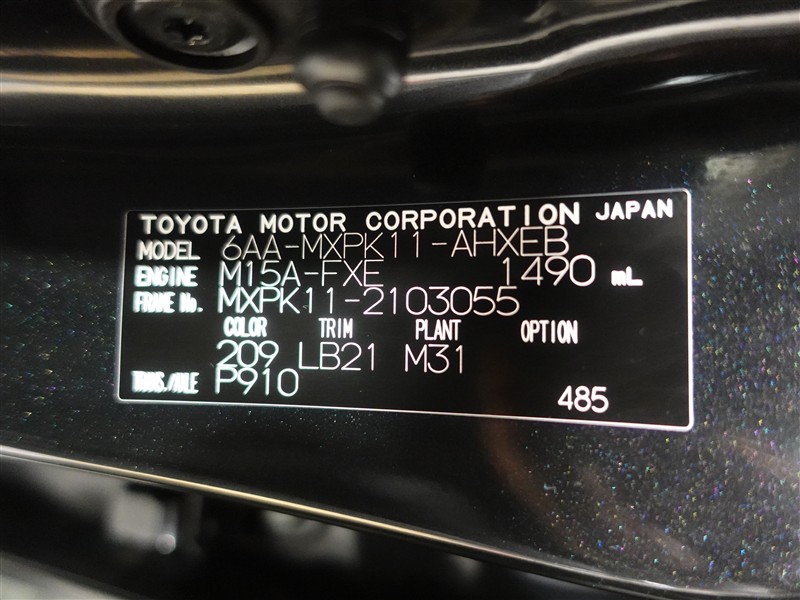 TOYOTA MOTOR CORPORATION JAPAN
MODEL 6AA-MXPK11-AHXEB
ENGINE M15A-FXE 1490 mL
FRAME No. MXPK11-2103055
COLOR TRIM PLANT OPTION
209 LB21 M31
TRANS./AXLE P910
485